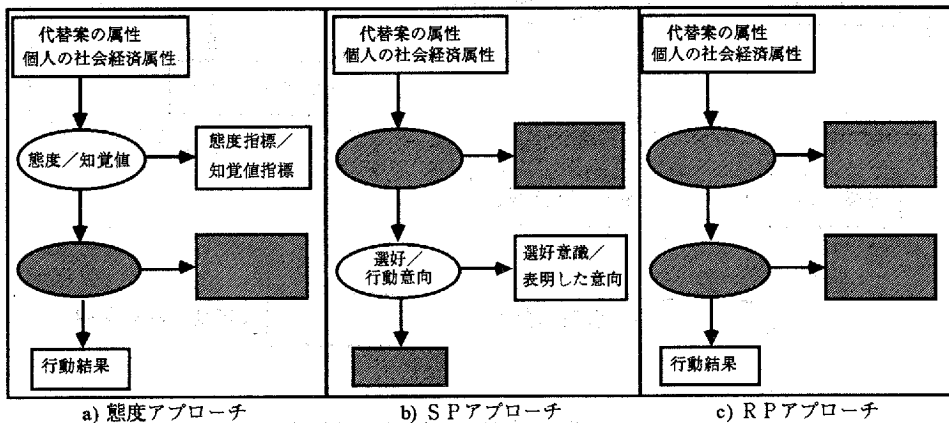 代替案の属性
個人の社会経済属性
態度／知覚値
態度指標／
知覚値指標
行動結果
a) 態度アプローチ
代替案の属性
個人の社会経済属性
選好／
行動意向
選好意識／
表明した意向
b) ＳＰアプローチ
代替案の属性
個人の社会経済属性
行動結果
c) ＲＰアプローチ